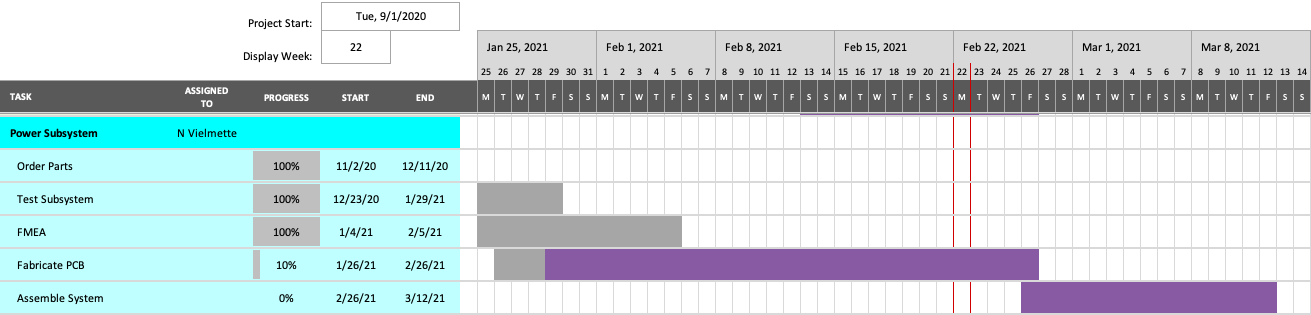 Project Start: Tue, 9/1/2020
Display Week: 22
Jan 25, 2021 Feb 1, 2021 Feb 8, 2021 Feb 15, 2021 Feb 22, 2021 Mar 1, 2021 Mar 8, 2021
25 26 27 28 29 30 31 1 2 3 4 5 6 7 8 9 10 11 12 13 14 15 16 17 18 19 20 21 22 23 24 25 26 27 28 1 2 3 4 5 6 7 8 9 10 11 12 13 14
TASK ASSIGNED TO PROGRESS START END M T W T F S S M T W T F S S M T W T F S S M T W T F S S M T W T F S S M T W T F S S M T W T F S S
Power Subsystem N Vielmette
Order Parts 100% 11/2/20 12/11/20
Test Subsystem 100% 12/23/20 1/29/21
FMEA 100% 1/4/21 2/5/21
Fabricate PCB 10% 1/26/21 2/26/21
Assemble System 0% 2/26/21 3/12/21